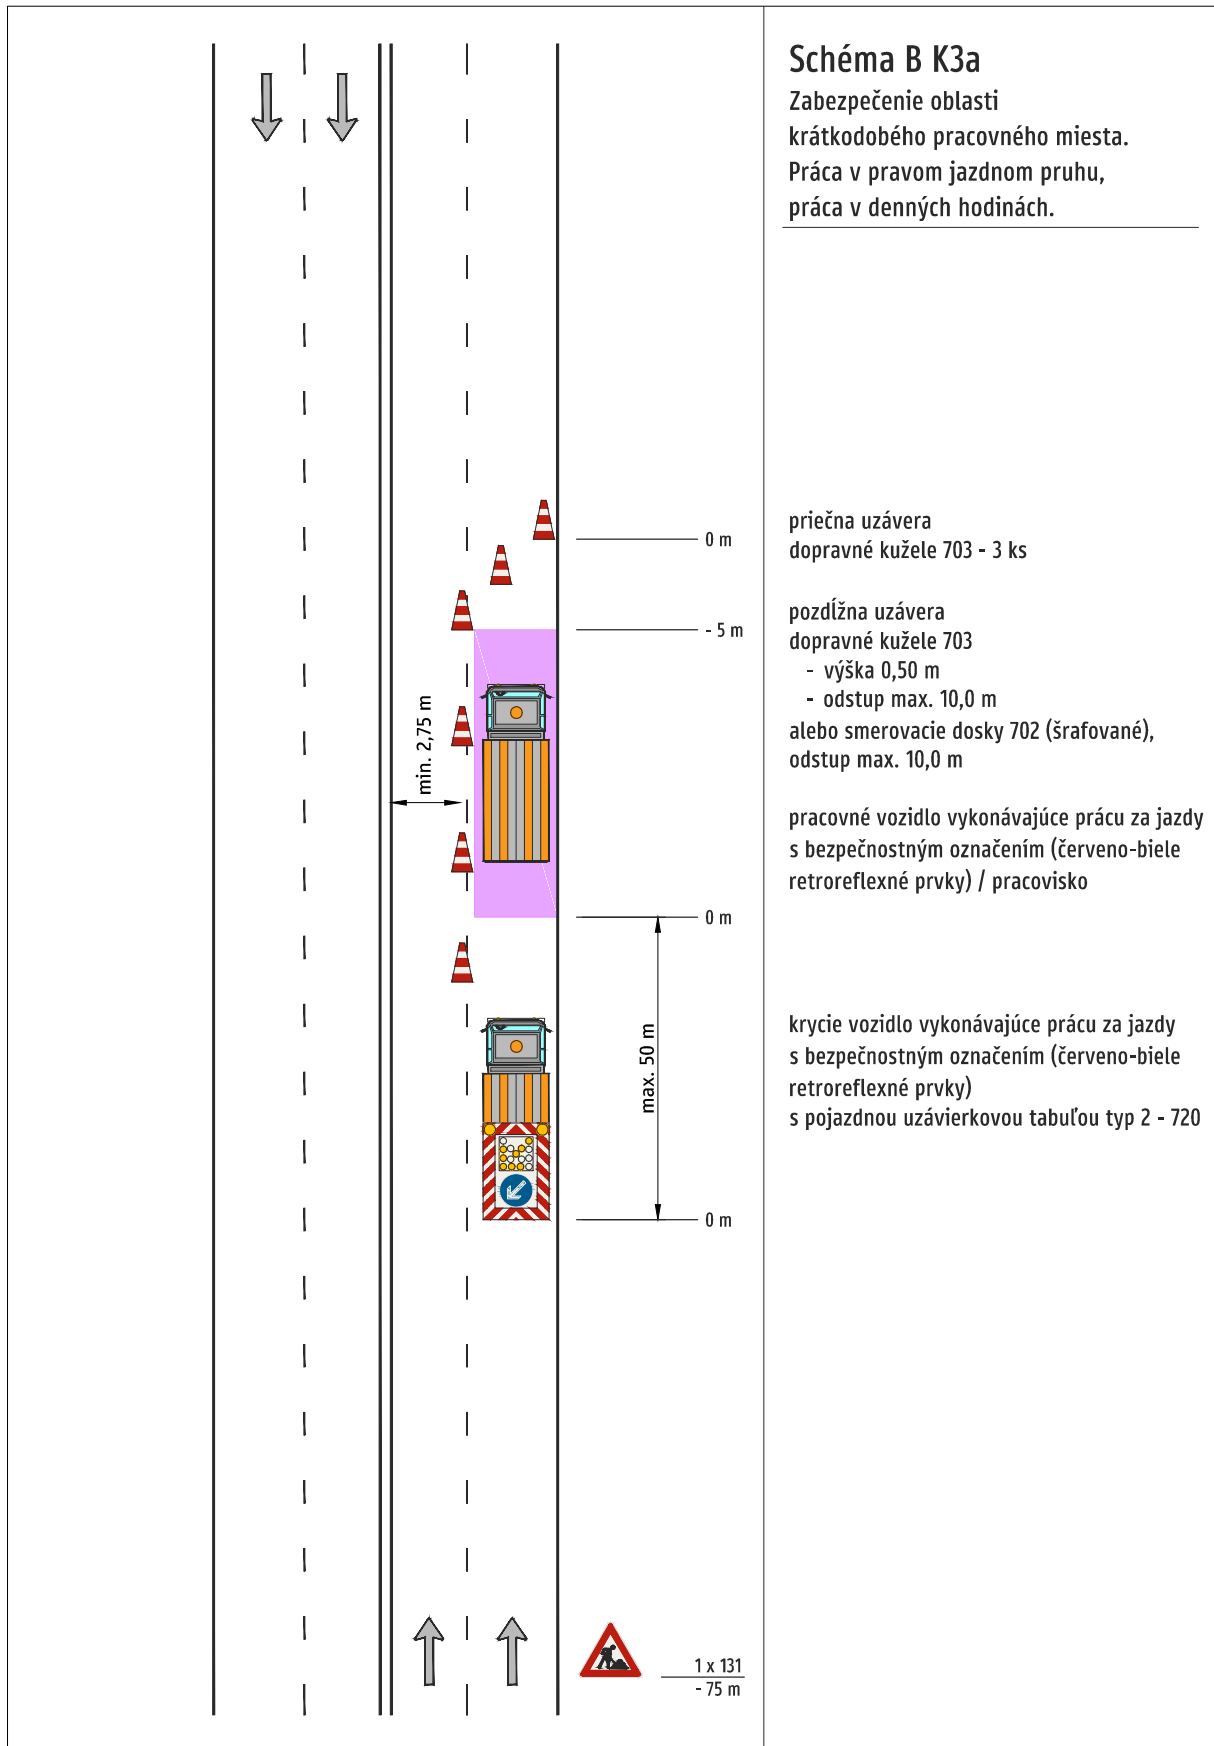 Schéma B K3a
Zabezpečenie oblasti
krátkodobého pracovného miesta.
Práca v pravom jazdnom pruhu,
práca v denných hodinách.
0 m
priečna uzávera
dopravné kužele 703 - 3 ks
- 5 m
pozdĺžna uzávera
dopravné kužele 703
- výška 0,50 m
- odstup max. 10,0 m
alebo smerovacie dosky 702 (šrafované),
odstup max. 10,0 m
min. 2,75 m
pracovné vozidlo vykonávajúce prácu za jazdy
s bezpečnostným označením (červeno-biele
retroreflexné prvky) / pracovisko
0 m
max. 50 m
krycie vozidlo vykonávajúce prácu za jazdy
s bezpečnostným označením (červeno-biele
retroreflexné prvky)
s pojazdnou uzávierkovou tabuľou typ 2 - 720
0 m
1 x 131
- 75 m